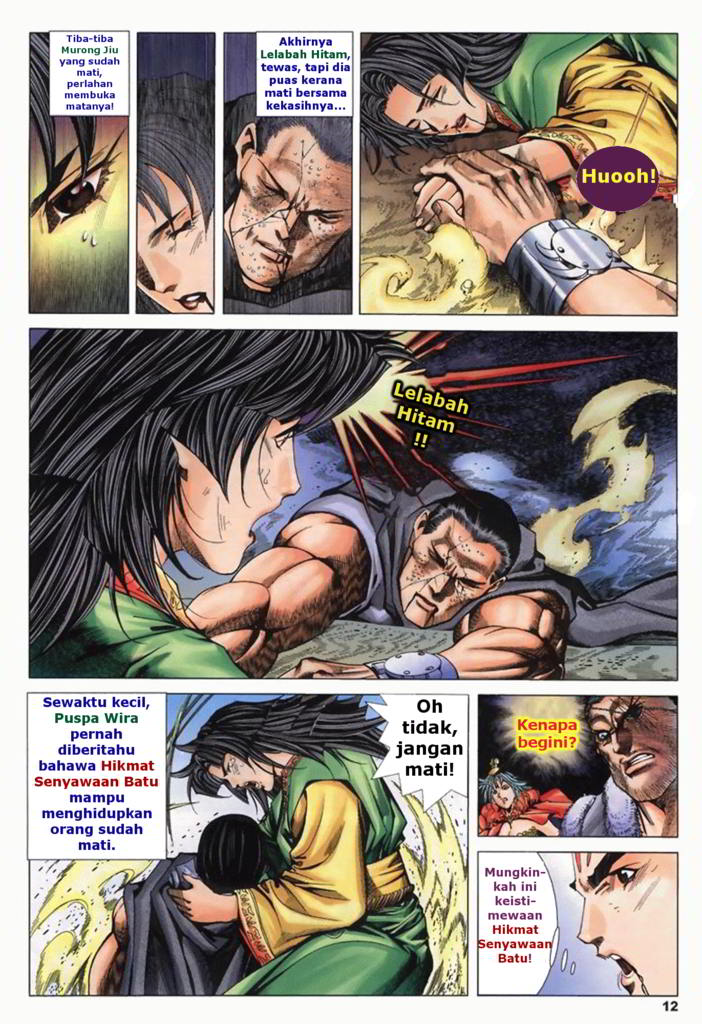 Tiba-tiba
Murong Jiu
yang sudah
mati,
perlahan
membuka
matanya!
Akhirnya
Lelabah Hitam,
tewas, tapi dia
puas kerana
mati bersama
kekasihnya...
Huooh!
Lelabah
Hitam
!!
Sewaktu kecil,
Puspa Wira
pernah
diberitahu
bahawa Hikmat
Senyawaan Batu
mampu
menghidupkan
orang sudah
mati.
Oh
tidak,
jangan
mati!
Kenapa
begini?
Mungkin-
kah ini
keisti-
mewaan
Hikmat
Senyawaan
Batu!
12